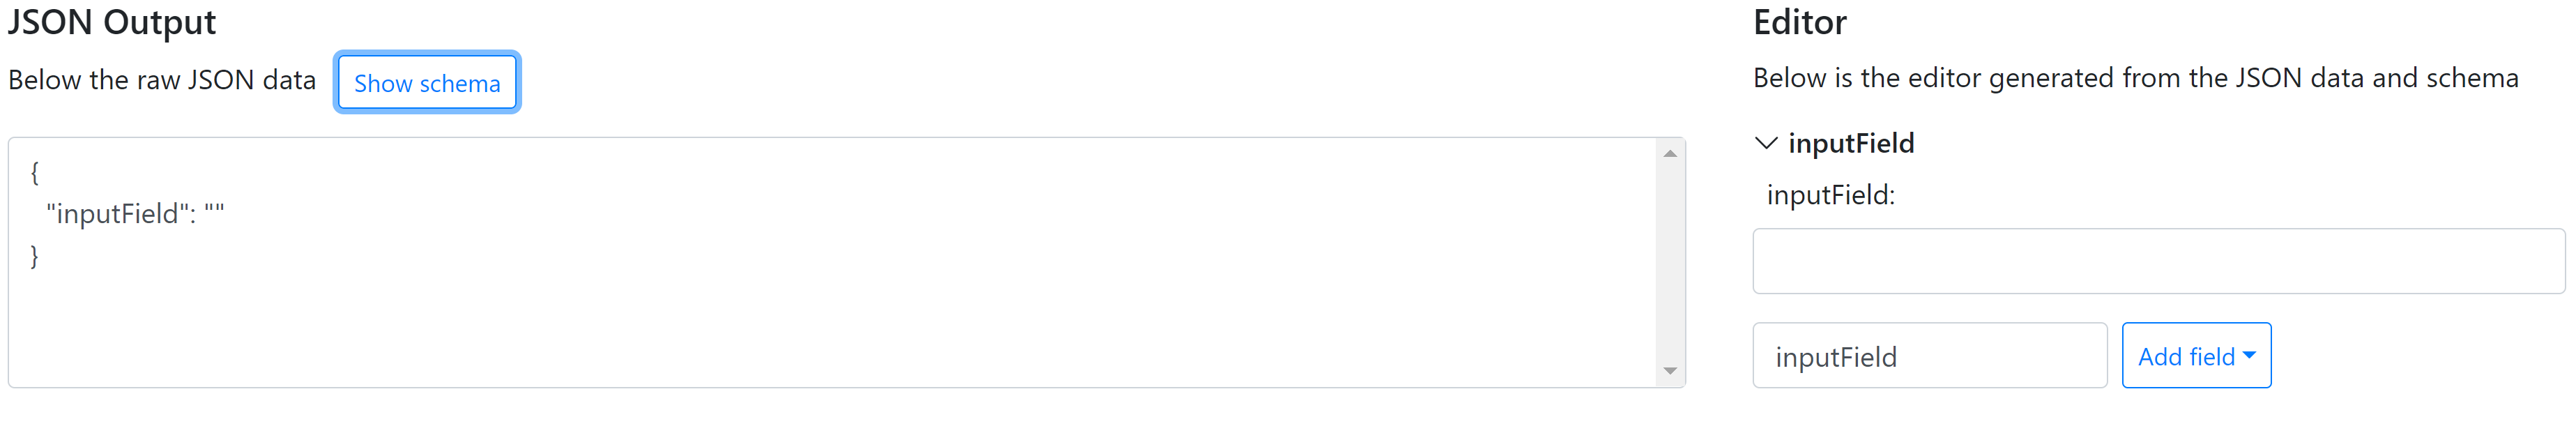 JSON Output
Below the raw JSON data
Show schema
{
"inputField": ""
}
Editor
Below is the editor generated from the JSON data and schema
inputField
inputField:
inputField
Add field